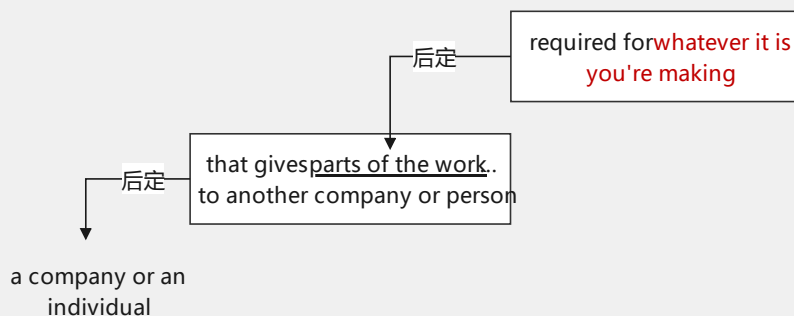 required forwhatever it is
you're making
后定
that givesparts of the work..
to another company or person
后定
a company or an
individual